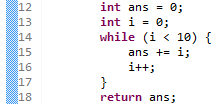 12 int ans = 0;
13 int i = 0;
14 while (i < 10) {
15 ans += i;
16 i++;
17 }
18 return ans;